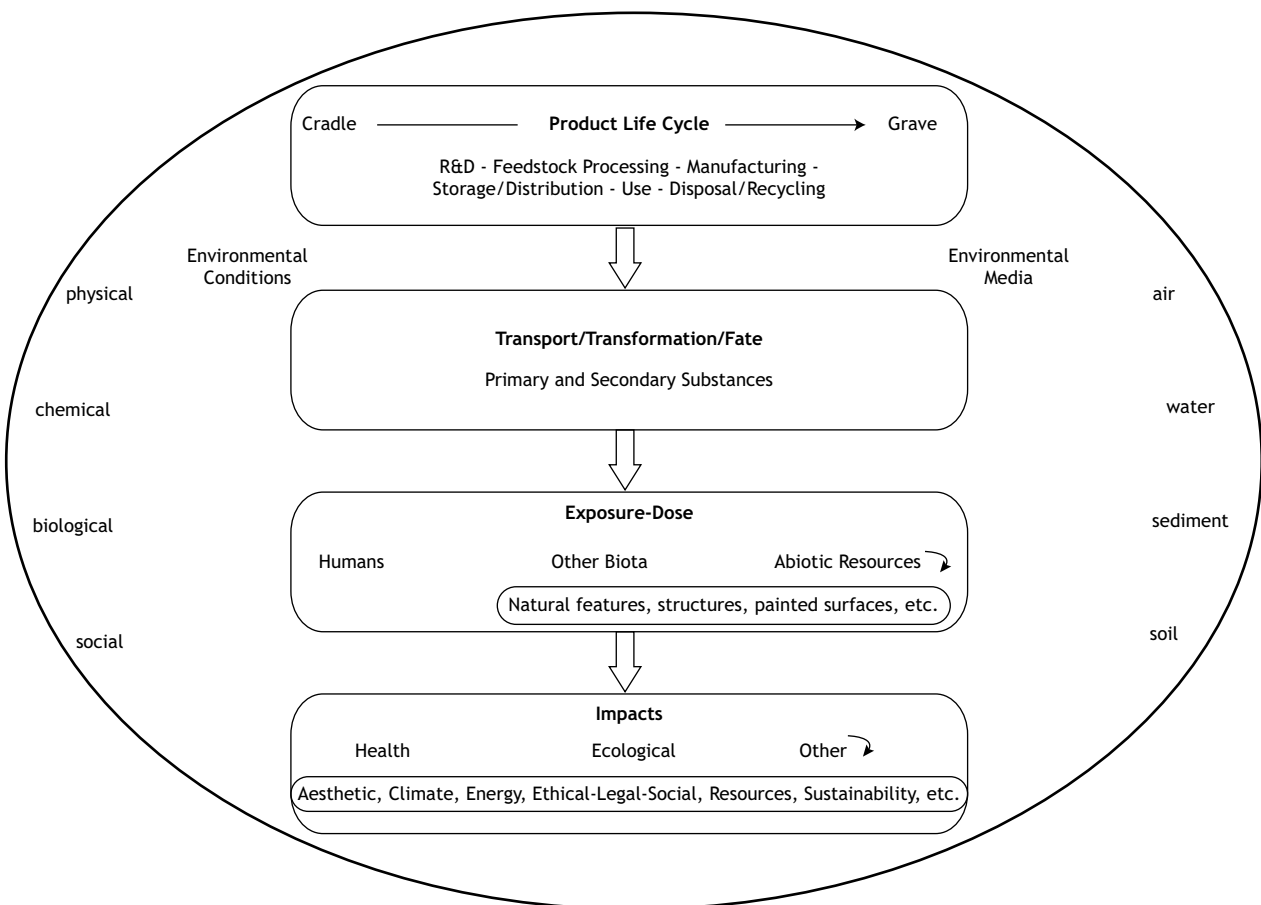 Cradle
Product Life Cycle
Grave
R&D - Feedstock Processing - Manufacturing -
Storage/Distribution - Use - Disposal/Recycling
Environmental
Conditions
Environmental
Media
physical
air
Transport/Transformation/Fate
Primary and Secondary Substances
chemical
water
Exposure-Dose
biological
sediment
Humans
Other Biota
Abiotic Resources
Natural features, structures, painted surfaces, etc.
social
soil
Impacts
Health
Ecological
Other
Aesthetic, Climate, Energy, Ethical-Legal-Social, Resources, Sustainability, etc.